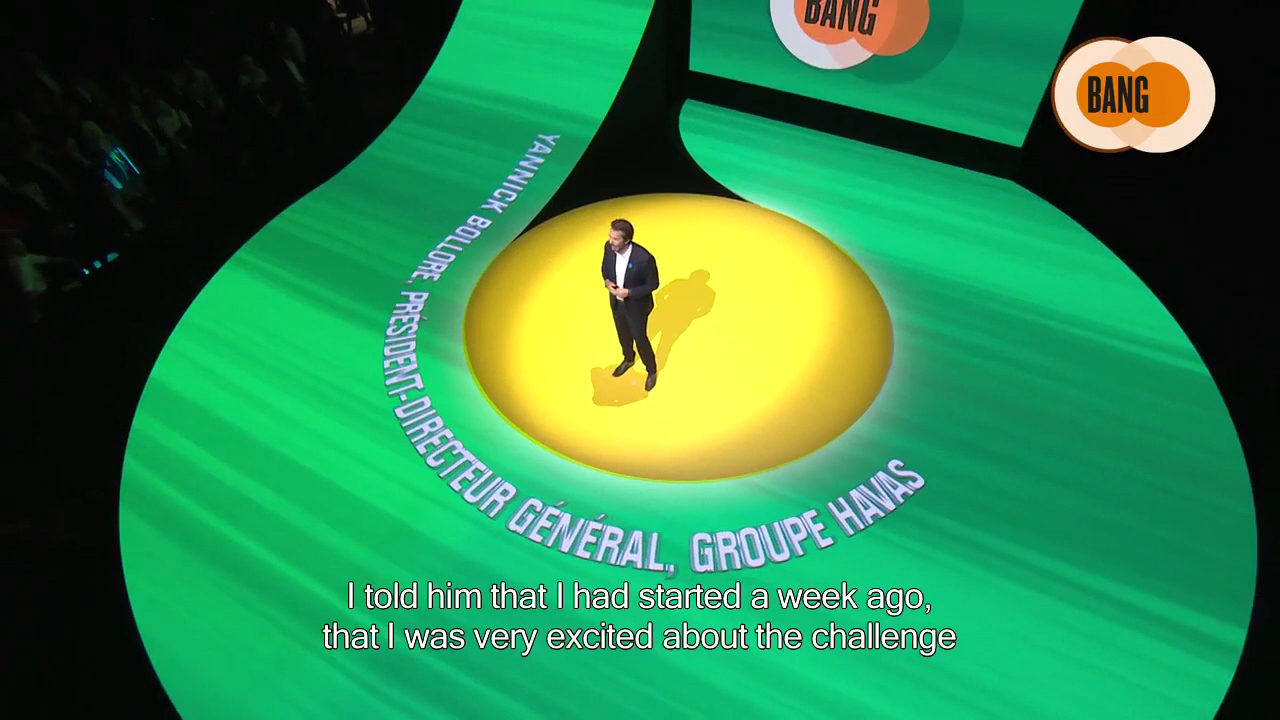 BANG
BANG
YANNICK BOLLORÉ, PRÉSIDENT-DIRECTEUR GÉNÉRAL, GROUPE HAVAS
I told him that I had started a week ago,
that I was very excited about the challenge